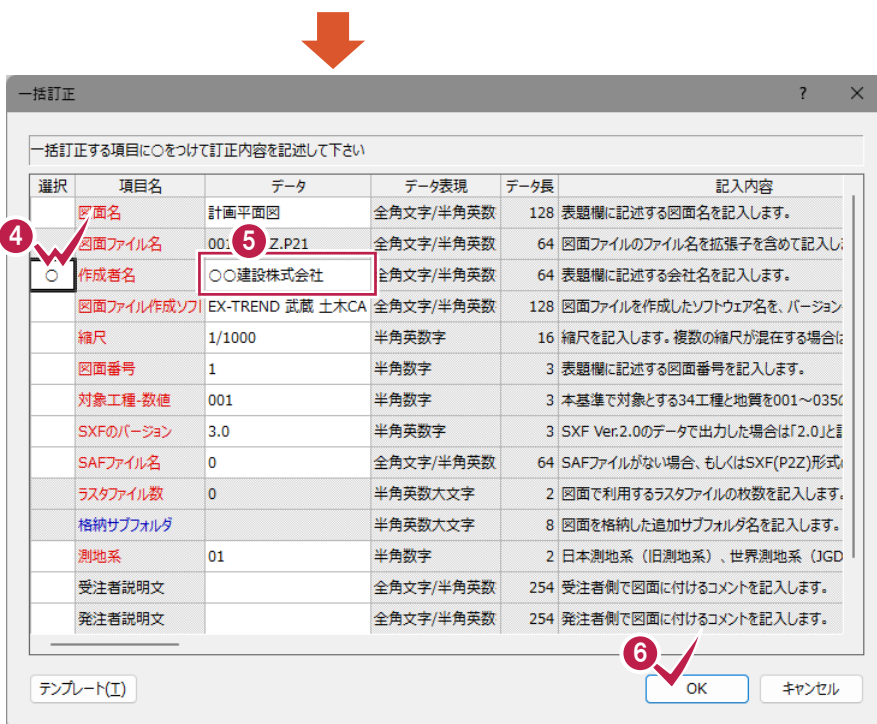 一括訂正 ? ×
一括訂正する項目に○をつけて訂正内容を記述して下さい
選択 項目名 データ データ表現 データ長 記入内容
図面名 計画平面図 全角文字/半角英数 128 表題欄に記述する図面名を記入します。
4 図面ファイル名 001 5 Z.P21 全角文字/半角英数 64 図面ファイルのファイル名を拡張子を含めて記入し
○ 作成者名 ○○建設株式会社 全角文字/半角英数 64 表題欄に記述する会社名を記入します。
図面ファイル作成ソフ EX-TREND 武蔵 土木CA 全角文字/半角英数 128 図面ファイルを作成したソフトウェア名を、バージョン
縮尺 1/1000 半角英数字 16 縮尺を記入します。複数の縮尺が混在する場合は
図面番号 1 半角数字 3 表題欄に記述する図面番号を記入します。
対象工種-数値 001 半角数字 3 本基準で対象とする34工種と地質を001～035の
SXFのバージョン 3.0 半角英数字 3 SXF Ver.2.0のデータで出力した場合は「2.0」と
SAFファイル名 0 全角文字/半角英数 64 SAFファイルがない場合、もしくはSXF(P2Z)形式
ラスタファイル数 0 半角英数大文字 2 図面で利用するラスタファイルの枚数を記入します。
格納サブフォルダ 半角英数大文字 8 図面を格納した追加サブフォルダ名を記入します。
測地系 01 半角数字 2 日本測地系（旧測地系）、世界測地系（JGD
受注者説明文 全角文字/半角英数 254 受注者側で図面に付けるコメントを記入します。
発注者説明文 全角文字/半角英数 254 発注者側で図面に付けるコメントを記入します。
6
テンプレート(T) OK キャンセル